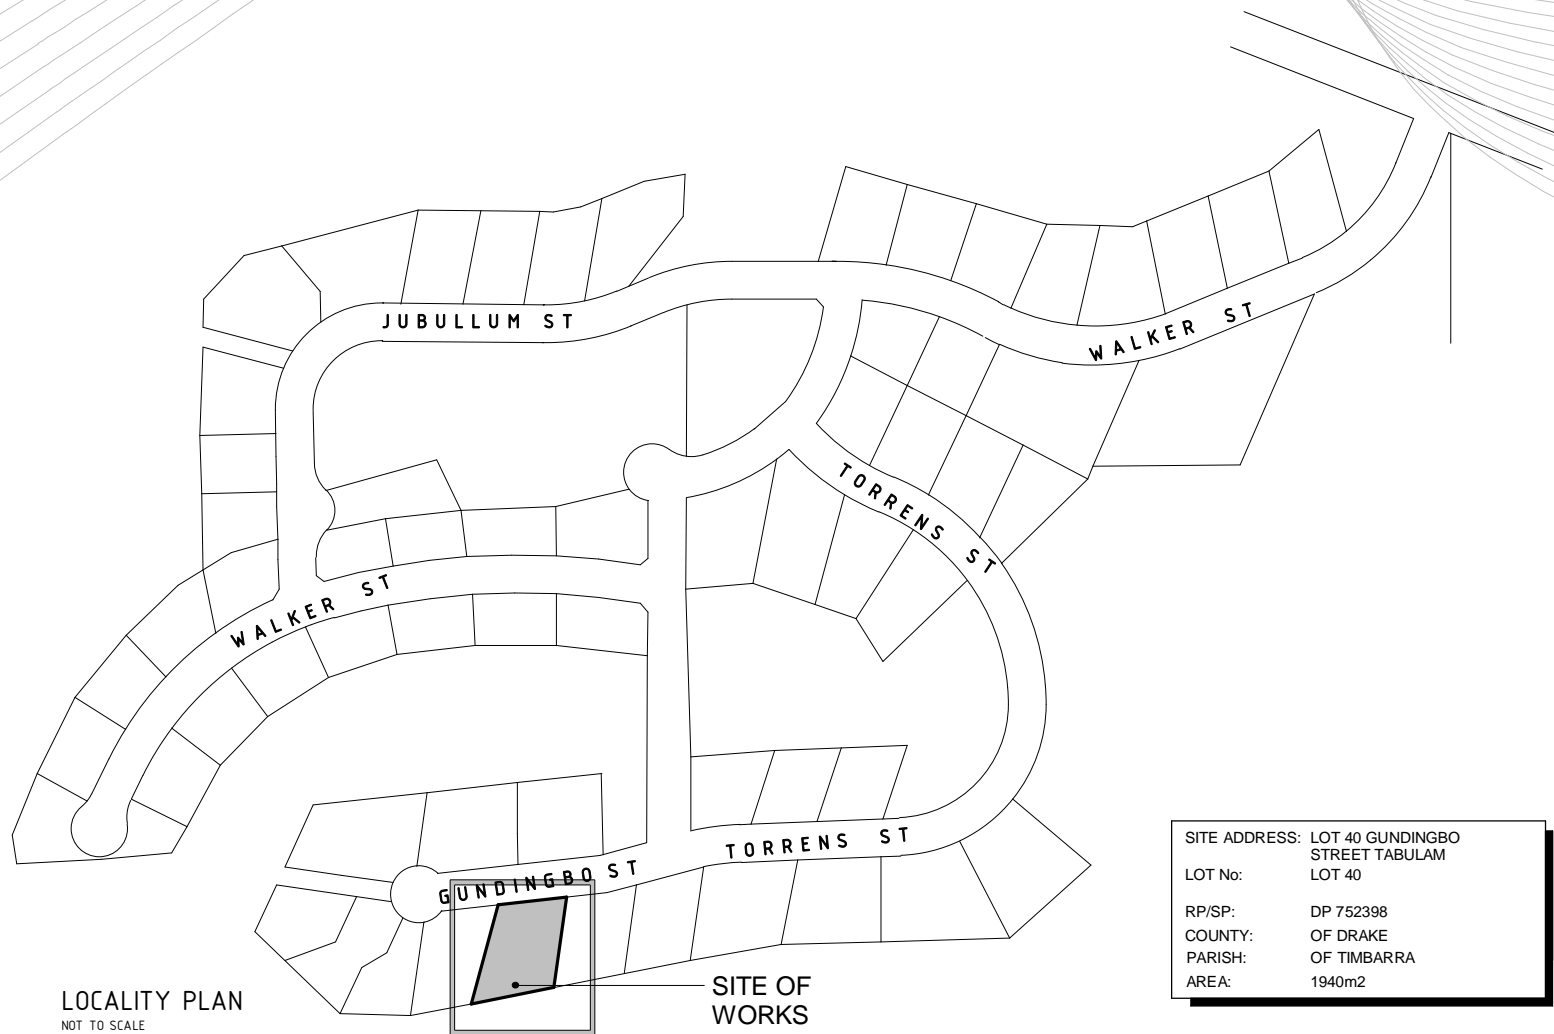 JUBULLUM ST
WALKER ST
TORRENS ST
WALKER ST
TORRENS ST
GUNDINGBO ST
SITE OF
WORKS
LOCALITY PLAN
NOT TO SCALE
SITE ADDRESS: LOT 40 GUNDINGBO
STREET TABULAM
LOT No: LOT 40
RP/SP: DP 752398
COUNTY: OF DRAKE
PARISH: OF TIMBARRA
AREA: 1940m2